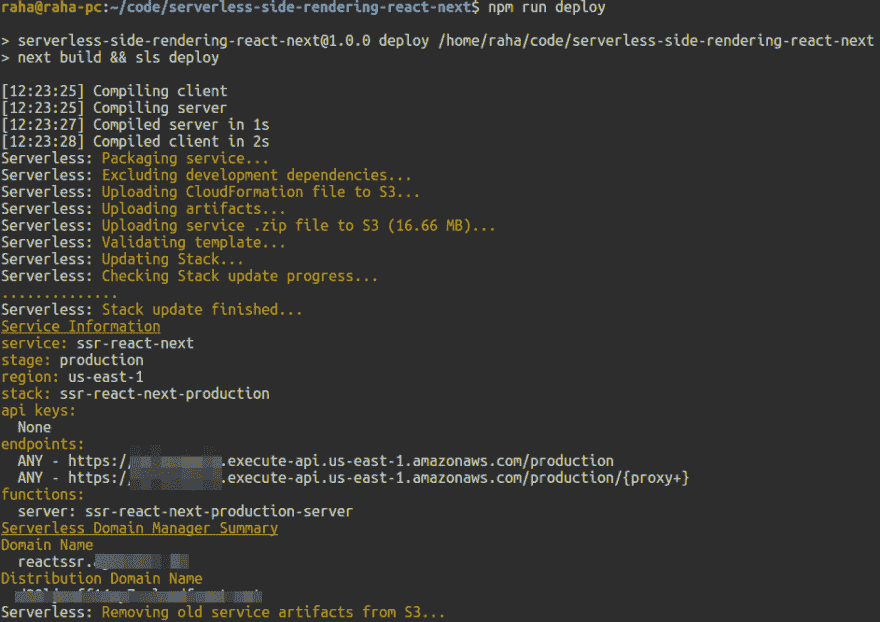 raha@raha-pc:~/code/serverless-side-rendering-react-next$ npm run deploy
> serverless-side-rendering-react-next@1.0.0 deploy /home/raha/code/serverless-side-rendering-react-next
> next build && sls deploy
[12:23:25] Compiling client
[12:23:25] Compiling server
[12:23:27] Compiled server in 1s
[12:23:28] Compiled client in 2s
Serverless: Packaging service...
Serverless: Excluding development dependencies...
Serverless: Uploading CloudFormation file to S3...
Serverless: Uploading artifacts...
Serverless: Uploading service .zip file to S3 (16.66 MB)...
Serverless: Validating template...
Serverless: Updating Stack...
Serverless: Checking Stack update progress...
..............
Serverless: Stack update finished...
Service Information
service: ssr-react-next
stage: production
region: us-east-1
stack: ssr-react-next-production
api keys:
None
endpoints:
ANY - https:/ .execute-api.us-east-1.amazonaws.com/production
ANY - https:/ .execute-api.us-east-1.amazonaws.com/production/{proxy+}
functions:
server: ssr-react-next-production-server
Serverless Domain Manager Summary
Domain Name
reactssr.
Distribution Domain Name
Serverless: Removing old service artifacts from S3...